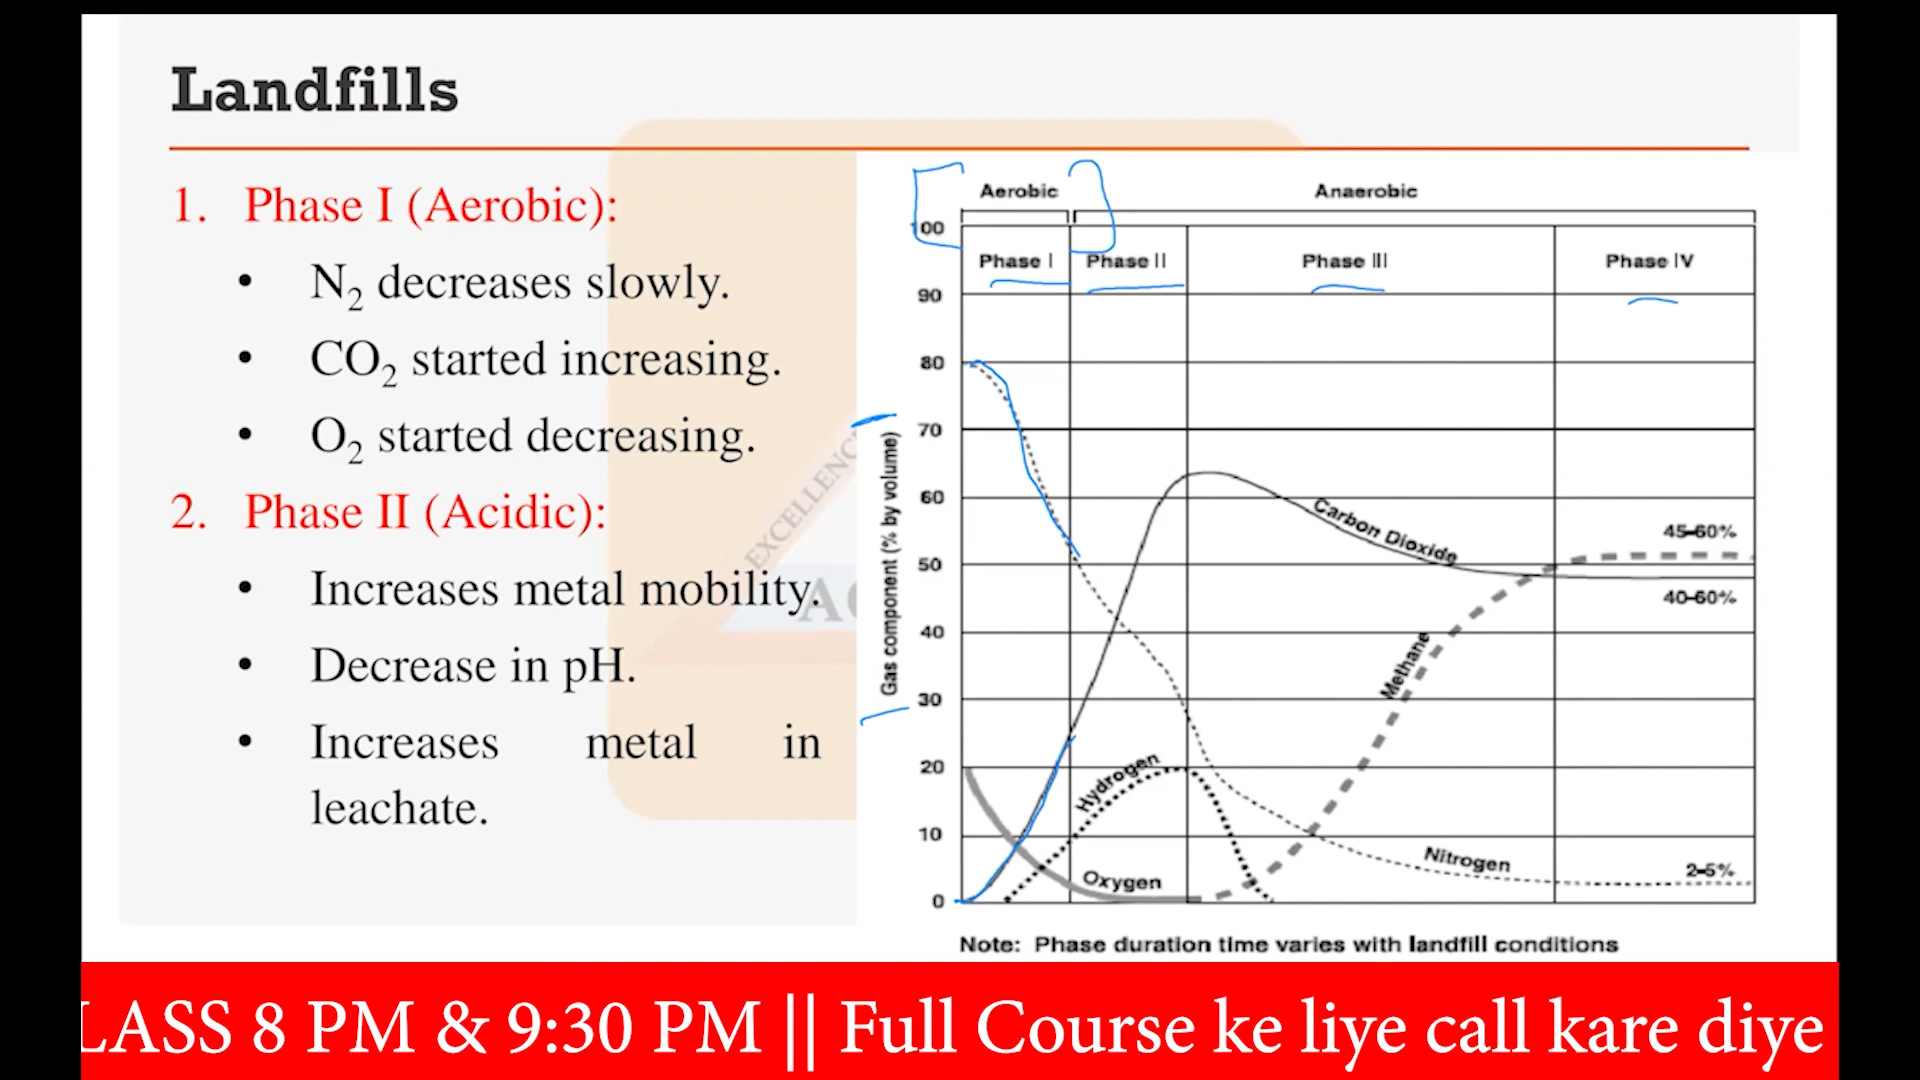 Landfills
1. Phase I (Aerobic):
• N₂ decreases slowly.
• CO₂ started increasing.
• O₂ started decreasing.
2. Phase II (Acidic):
• Increases metal mobility.
• Decrease in pH.
• Increases metal in
leachate.
EXCELLENC
Aerobic Anaerobic
Phase I Phase II Phase III Phase IV
Gas component (% by volume)
100
90
80
70
60
50
40
30
20
10
0
Carbon Dioxide
45-60%
40-60%
Methane
Hydrogen
Nitrogen
2-5%
Oxygen
Note: Phase duration time varies with landfill conditions
LASS 8 PM & 9:30 PM || Full Course ke liye call kare diye